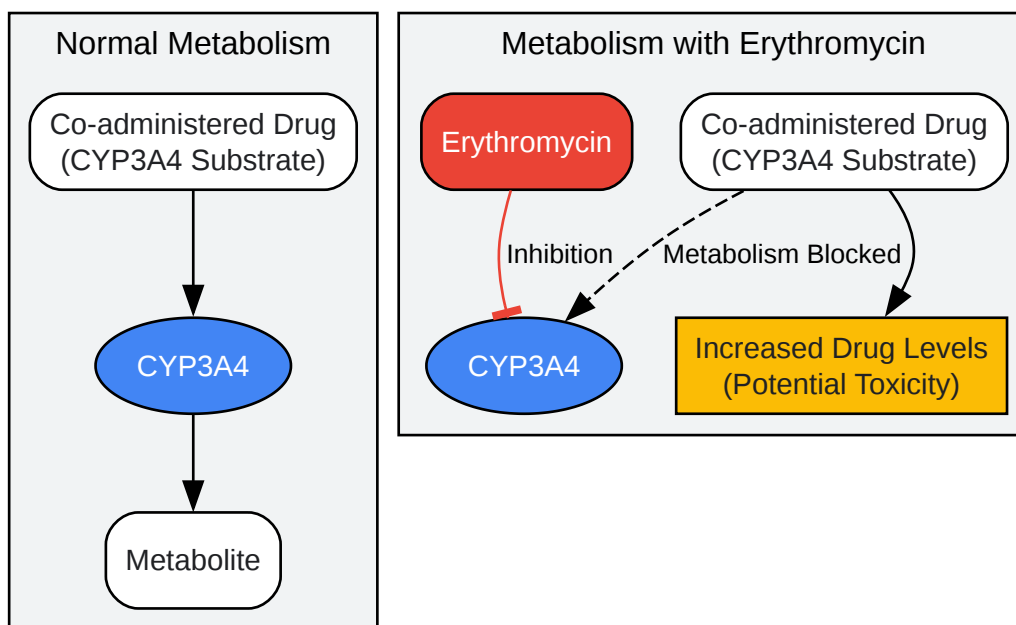 Normal Metabolism
Co-administered Drug
(CYP3A4 Substrate)
CYP3A4
Metabolite
Metabolism with Erythromycin
Erythromycin
Co-administered Drug
(CYP3A4 Substrate)
Inhibition
Metabolism Blocked
CYP3A4
Increased Drug Levels
(Potential Toxicity)